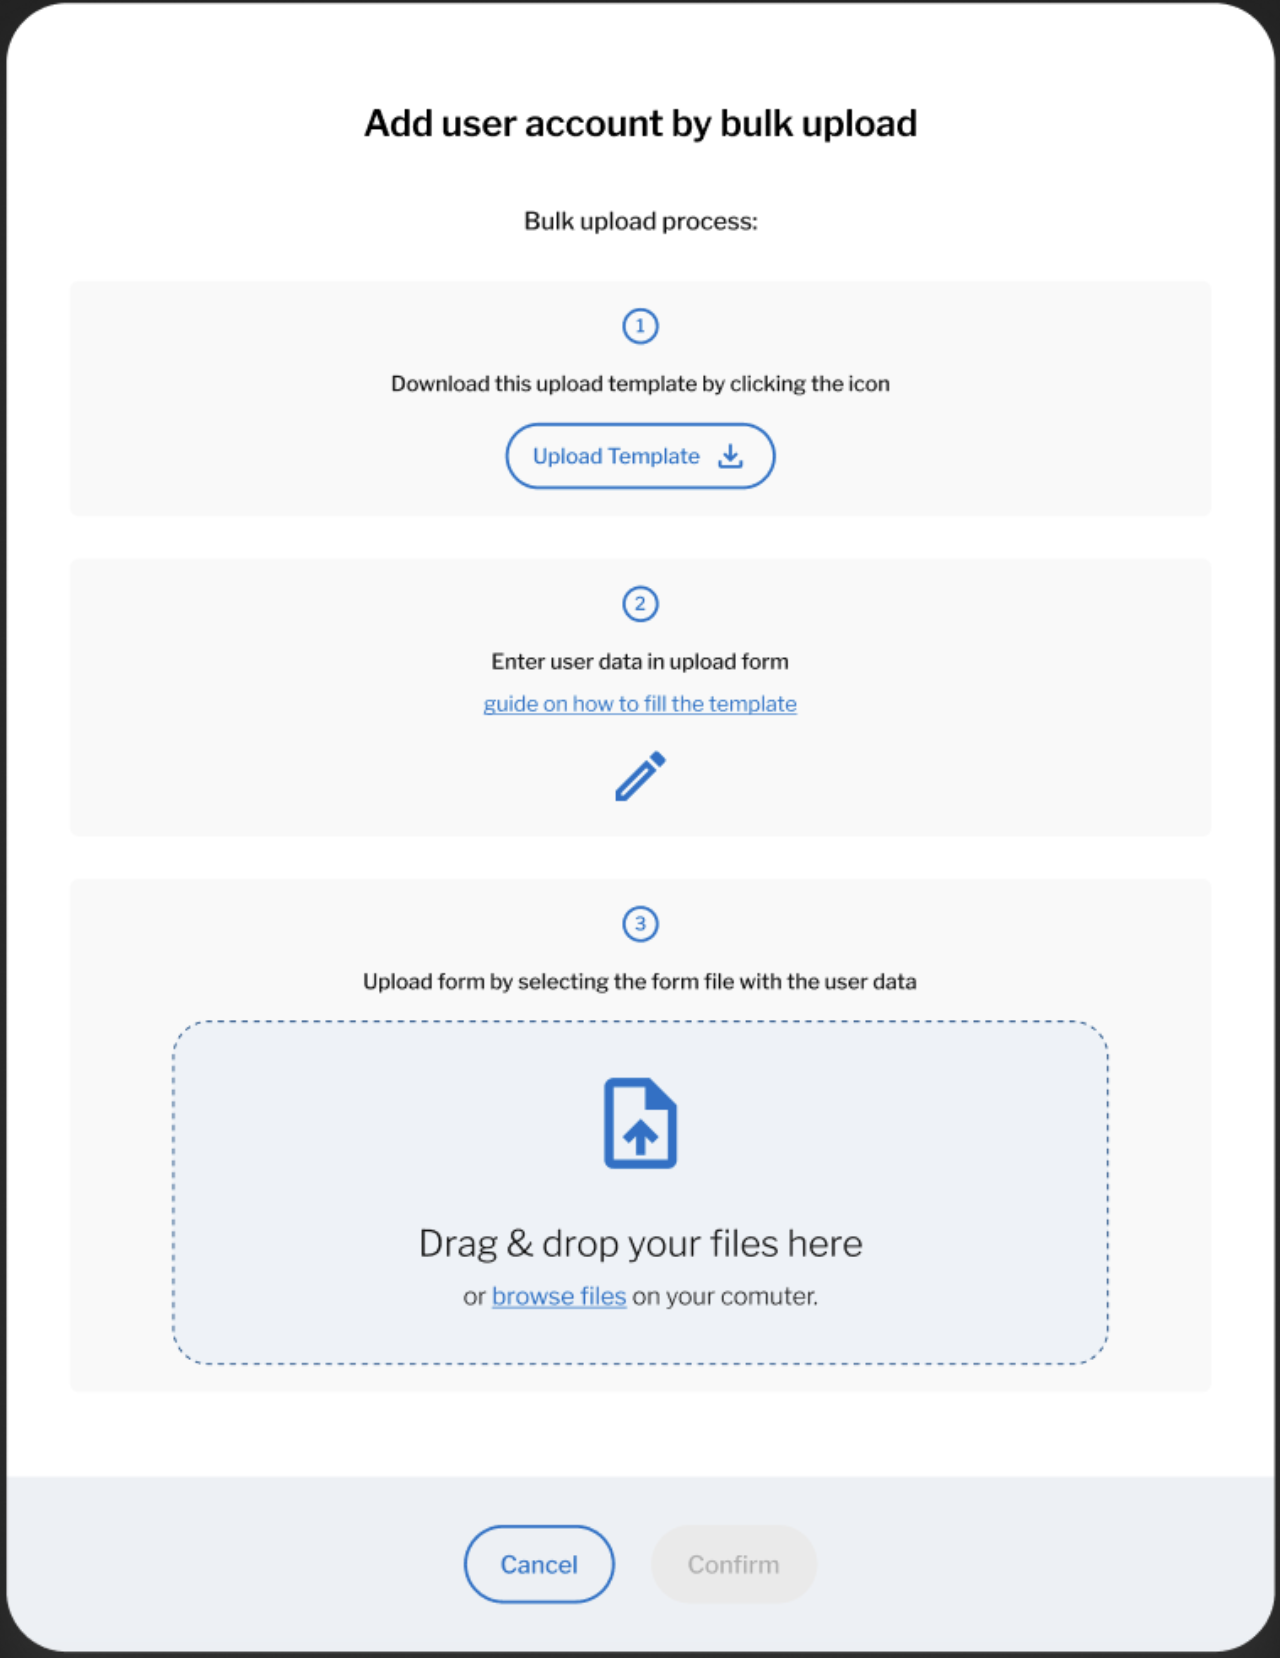 Add user account by bulk upload
Bulk upload process:
1
Download this upload template by clicking the icon
Upload Template
2
Enter user data in upload form
guide on how to fill the template
3
Upload form by selecting the form file with the user data
Drag & drop your files here
or browse files on your comuter.
Cancel
Confirm